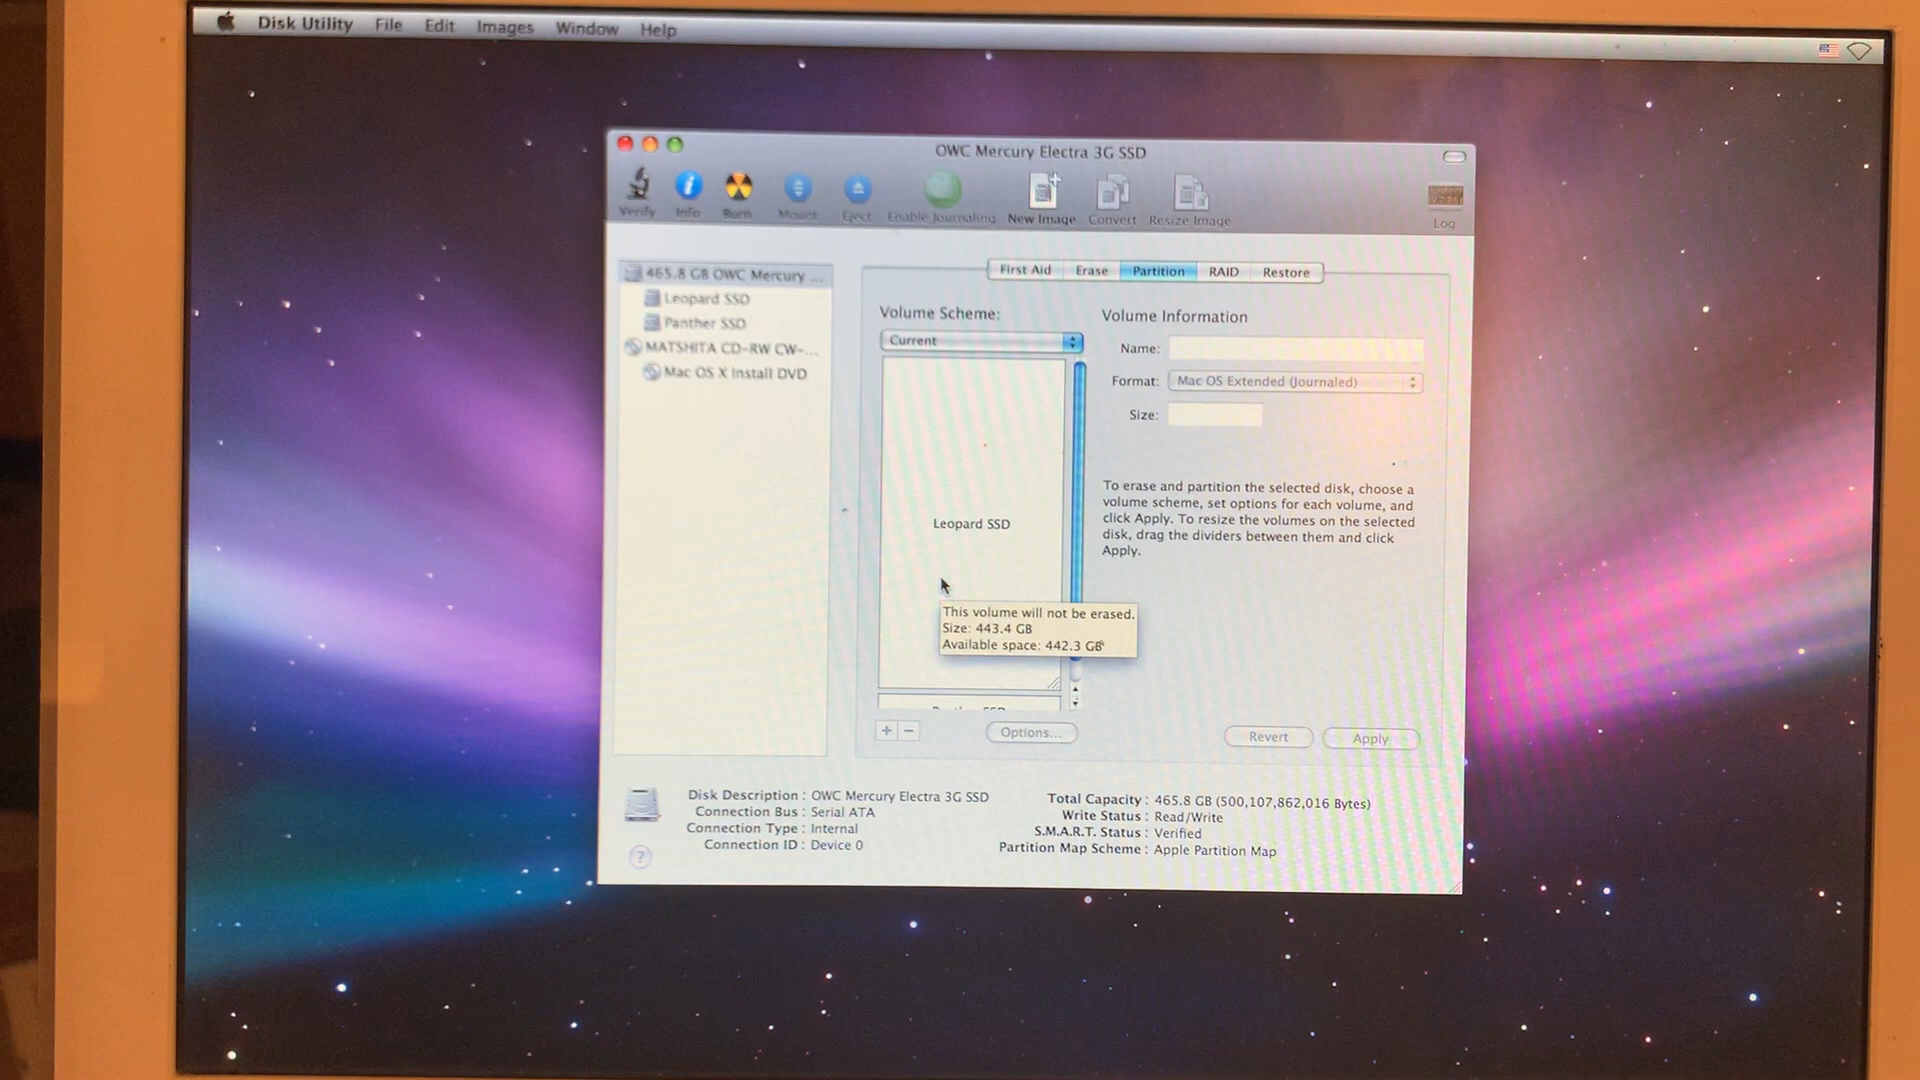 Disk Utility File Edit Images Window Help
OWC Mercury Electra 3G SSD
Verify Info Burn Mount Eject Enable Journaling New Image Convert Resize Image
Log
465.8 GB OWC Mercury ...
Leopard SSD
Panther SSD
MATSHITA CD-RW CW-...
Mac OS X Install DVD
First Aid Erase Partition RAID Restore
Volume Scheme:
Current
Leopard SSD
This volume will not be erased.
Size: 443.4 GB
Available space: 442.3 GB
+ −
Options...
Volume Information
Name:
Format: Mac OS Extended (Journaled)
Size:
To erase and partition the selected disk, choose a
volume scheme, set options for each volume, and
click Apply. To resize the volumes on the selected
disk, drag the dividers between them and click
Apply.
Revert Apply
Disk Description : OWC Mercury Electra 3G SSD
Connection Bus : Serial ATA
Connection Type : Internal
Connection ID : Device 0
Total Capacity : 465.8 GB (500,107,862,016 Bytes)
Write Status : Read/Write
S.M.A.R.T. Status : Verified
Partition Map Scheme : Apple Partition Map
?